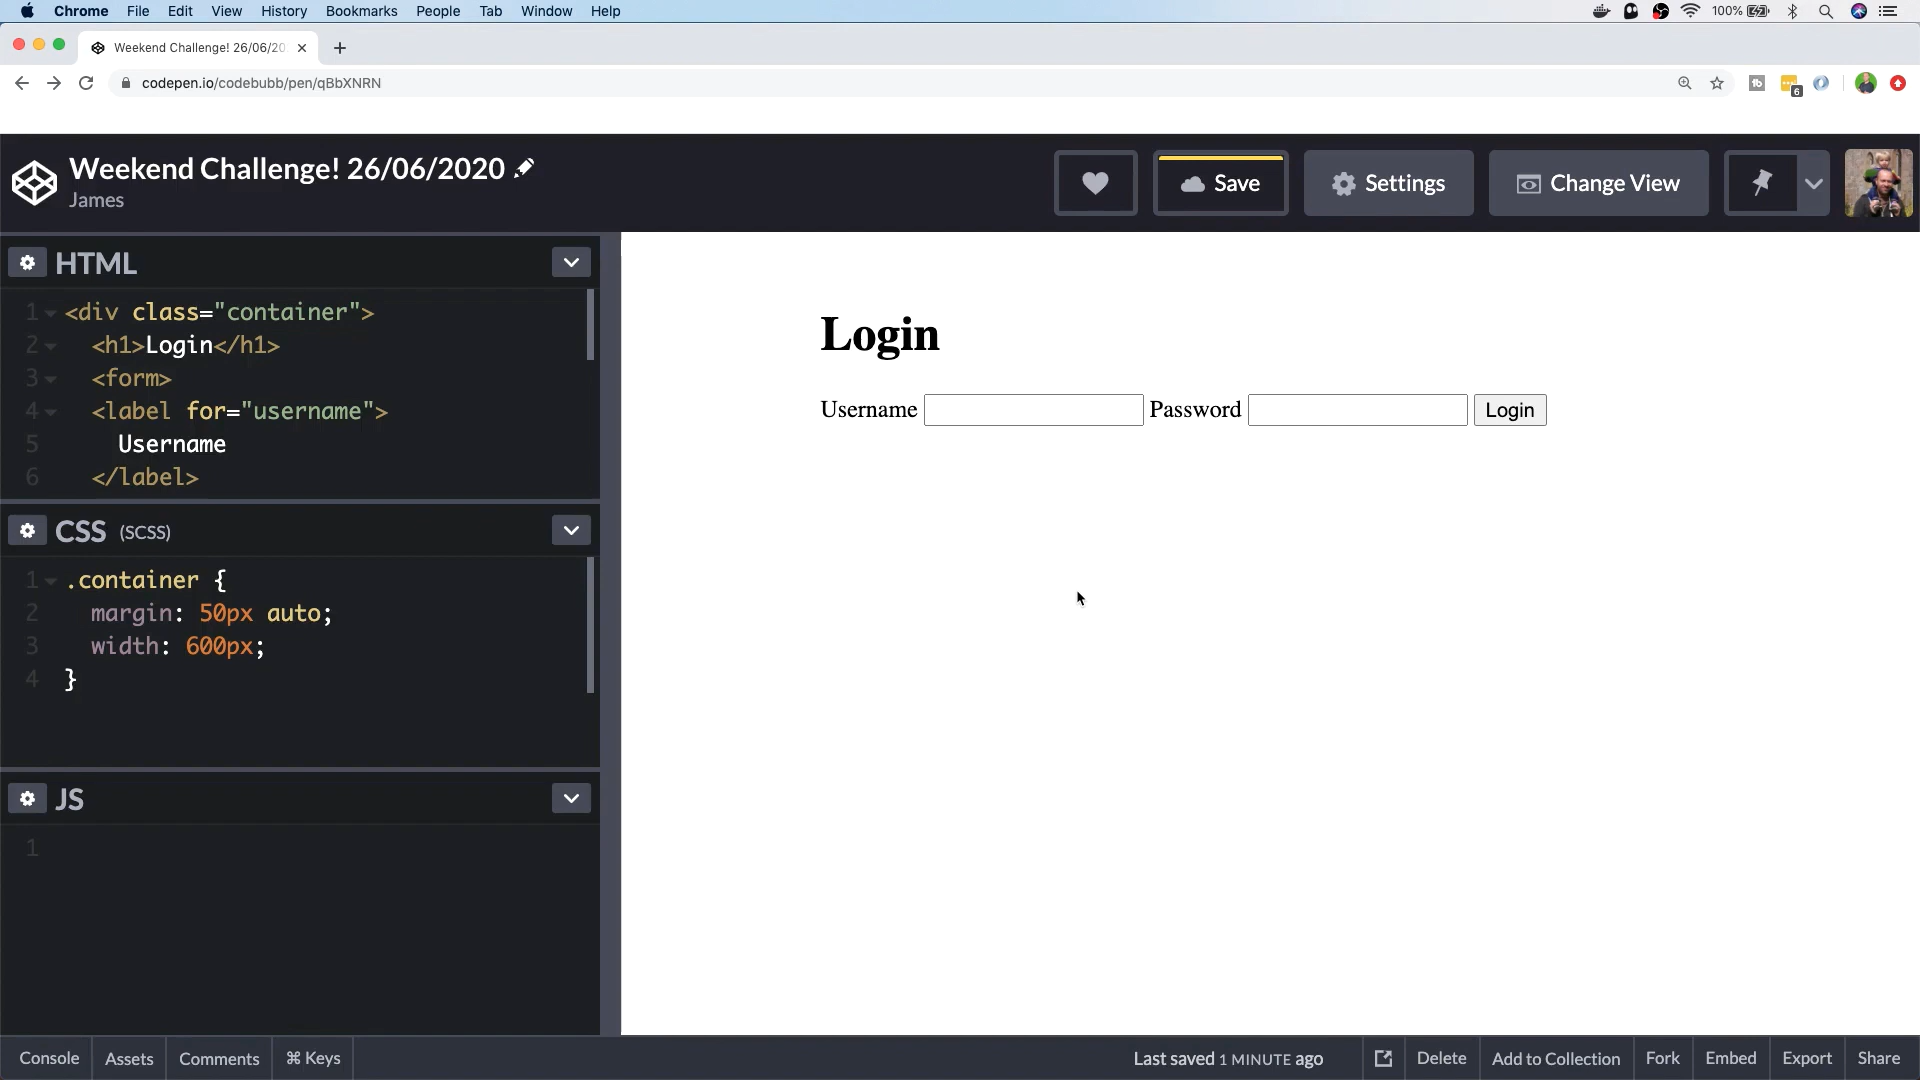 Chrome File Edit View History Bookmarks People Tab Window Help 100%
Weekend Challenge! 26/06/20
codepen.io/codebubb/pen/qBbXNRN
6
Weekend Challenge! 26/06/2020
James
Save Settings Change View
HTML
1 <div class="container">
2 <h1>Login</h1>
3 <form>
4 <label for="username">
5 Username
6 </label>
CSS (SCSS)
1 .container {
2 margin: 50px auto;
3 width: 600px;
4 }
JS
1
Login
Username Password Login
Console Assets Comments ⌘ Keys Last saved 1 MINUTE ago Delete Add to Collection Fork Embed Export Share